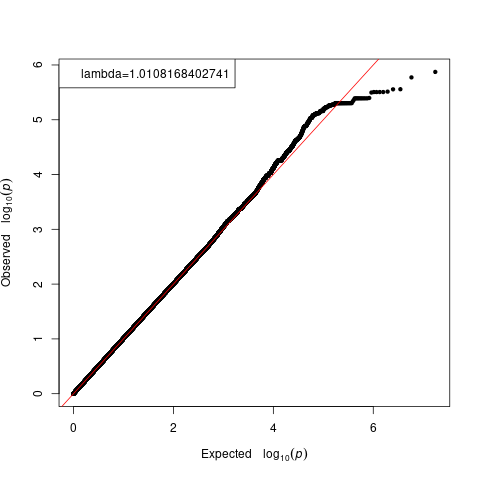 lambda=1.0108168402741
6
5
4
3
2
1
0
Observed log₁₀(p)
0 2 4 6
Expected log₁₀(p)